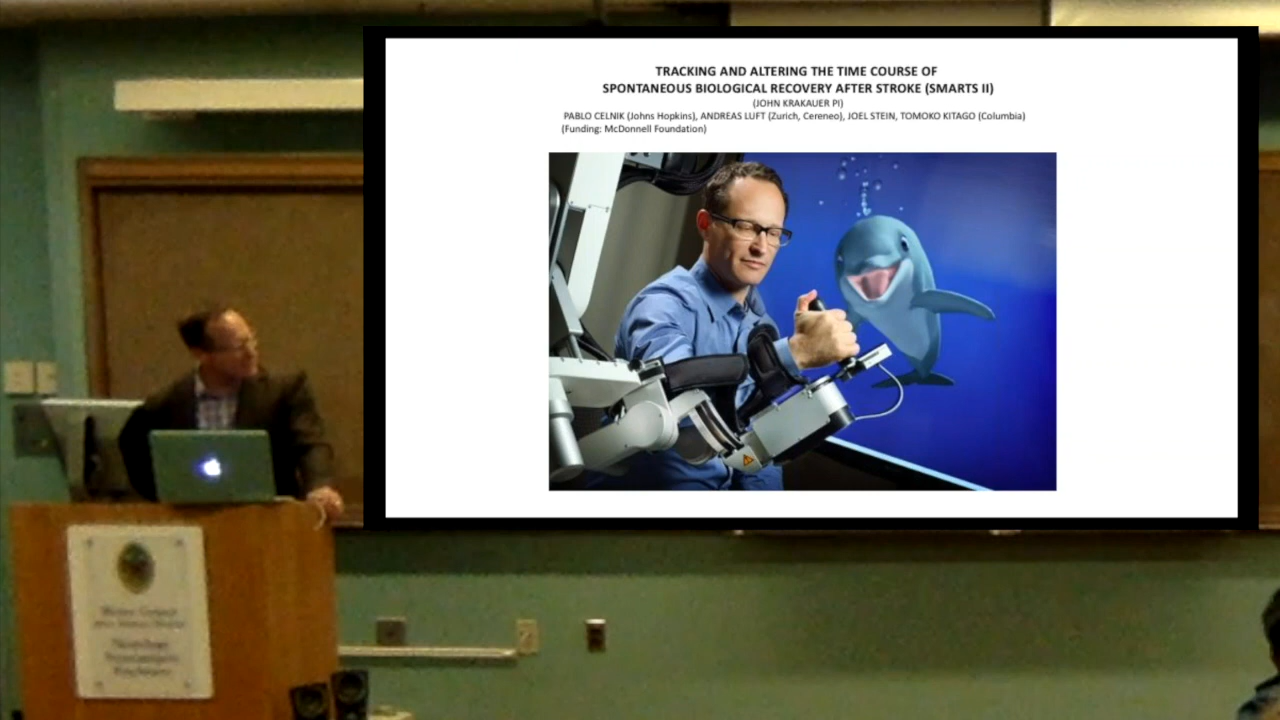 TRACKING AND ALTERING THE TIME COURSE OF
SPONTANEOUS BIOLOGICAL RECOVERY AFTER STROKE (SMARTS II)
(JOHN KRAKAUER PI)
PABLO CELNIK (Johns Hopkins), ANDREAS LUFT (Zurich, Cereneo), JOEL STEIN, TOMOKO KITAGO (Columbia)
(Funding: McDonnell Foundation)